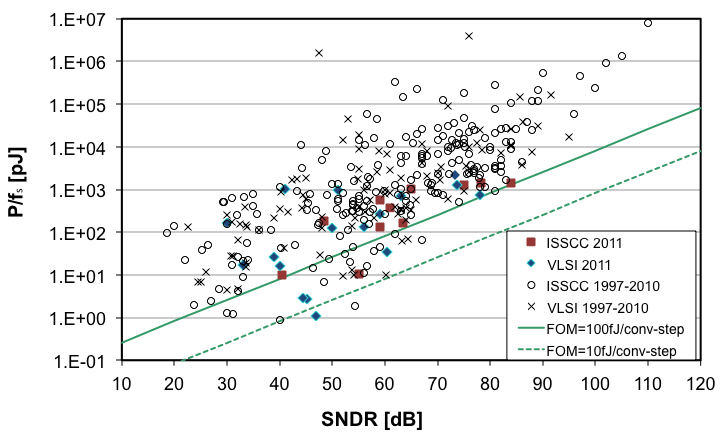 1.E+07
1.E+06
1.E+05
1.E+04
1.E+03
1.E+02
1.E+01
1.E+00
1.E-01
P/fs [pJ]
10 20 30 40 50 60 70 80 90 100 110 120
SNDR [dB]
ISSCC 2011
VLSI 2011
ISSCC 1997-2010
VLSI 1997-2010
FOM=100fJ/conv-step
FOM=10fJ/conv-step